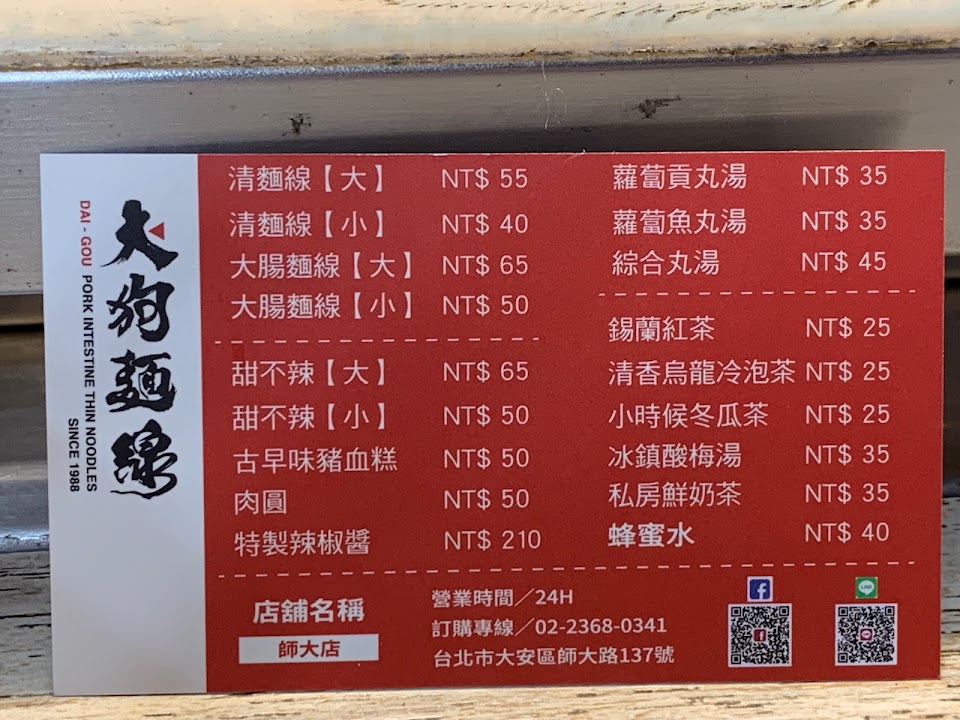 大狗麵線
DAI - GOU PORK INTESTINE THIN NOODLES
SINCE 1988
清麵線【大】 NT$ 55
清麵線【小】 NT$ 40
大腸麵線【大】 NT$ 65
大腸麵線【小】 NT$ 50
甜不辣【大】 NT$ 65
甜不辣【小】 NT$ 50
古早味豬血糕 NT$ 50
肉圓 NT$ 50
特製辣椒醬 NT$ 210
蘿蔔貢丸湯 NT$ 35
蘿蔔魚丸湯 NT$ 35
綜合丸湯 NT$ 45
錫蘭紅茶 NT$ 25
清香烏龍冷泡茶 NT$ 25
小時候冬瓜茶 NT$ 25
冰鎮酸梅湯 NT$ 35
私房鮮奶茶 NT$ 35
蜂蜜水 NT$ 40
店舖名稱
師大店
營業時間／24H
訂購專線／02-2368-0341
台北市大安區師大路137號
LINE